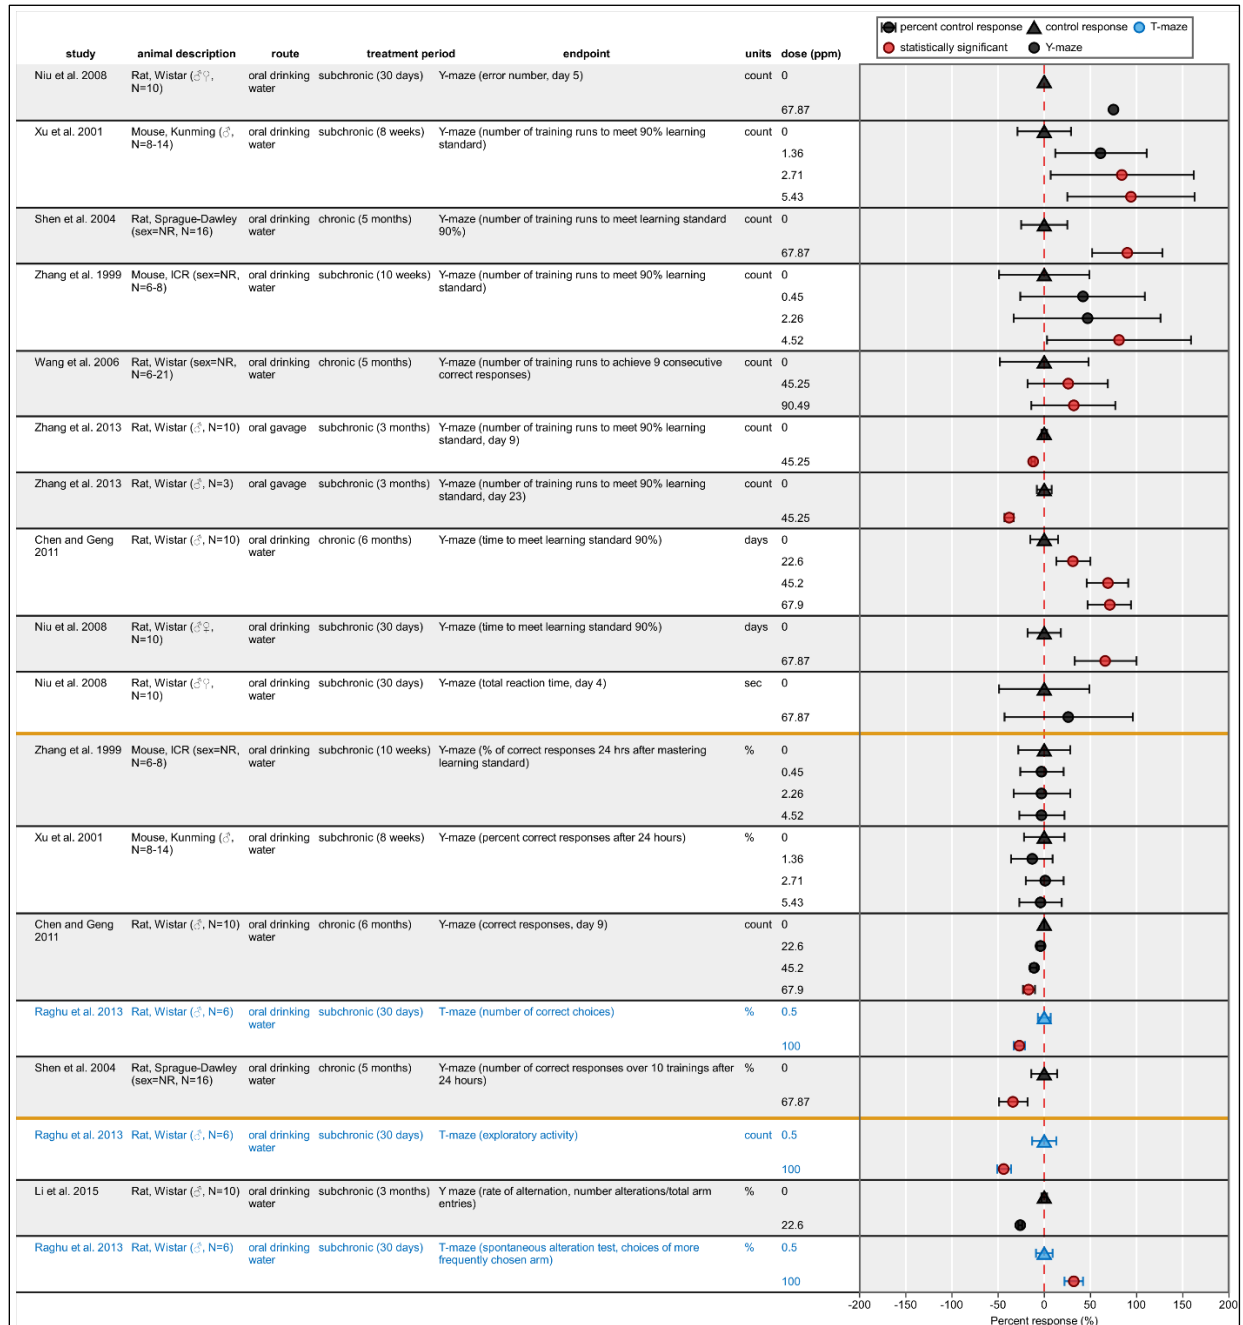 percent control response control response T-maze
statistically significant Y-maze
study animal description route treatment period endpoint units dose (ppm)
Niu et al. 2008 Rat, Wistar (♂♀, oral drinking subchronic (30 days) Y-maze (error number, day 5) count 0
N=10) water
67.87
Xu et al. 2001 Mouse, Kunming (♂, oral drinking subchronic (8 weeks) Y-maze (number of training runs to meet 90% learning count 0
N=8-14) water standard)
1.36
2.71
5.43
Shen et al. 2004 Rat, Sprague-Dawley oral drinking chronic (5 months) Y-maze (number of training runs to meet learning standard count 0
(sex=NR, N=16) water 90%)
67.87
Zhang et al. 1999 Mouse, ICR (sex=NR, oral drinking subchronic (10 weeks) Y-maze (number of training runs to meet 90% learning count 0
N=6-8) water standard)
0.45
2.26
4.52
Wang et al. 2006 Rat, Wistar (sex=NR, oral drinking chronic (5 months) Y-maze (number of training runs to achieve 9 consecutive count 0
N=6-21) water correct responses)
45.25
90.49
Zhang et al. 2013 Rat, Wistar (♂, N=10) oral gavage subchronic (3 months) Y-maze (number of training runs to meet 90% learning count 0
standard, day 9)
45.25
Zhang et al. 2013 Rat, Wistar (♂, N=3) oral gavage subchronic (3 months) Y-maze (number of training runs to meet 90% learning count 0
standard, day 23)
45.25
Chen and Geng Rat, Wistar (♂, N=10) oral drinking chronic (6 months) Y-maze (time to meet learning standard 90%) days 0
2011 water
22.6
45.2
67.9
Niu et al. 2008 Rat, Wistar (♂♀, oral drinking subchronic (30 days) Y-maze (time to meet learning standard 90%) days 0
N=10) water
67.87
Niu et al. 2008 Rat, Wistar (♂♀, oral drinking subchronic (30 days) Y-maze (total reaction time, day 4) sec 0
N=10) water
67.87
Zhang et al. 1999 Mouse, ICR (sex=NR, oral drinking subchronic (10 weeks) Y-maze (% of correct responses 24 hrs after mastering % 0
N=6-8) water learning standard)
0.45
2.26
4.52
Xu et al. 2001 Mouse, Kunming (♂, oral drinking subchronic (8 weeks) Y-maze (percent correct responses after 24 hours) % 0
N=8-14) water
1.36
2.71
5.43
Chen and Geng Rat, Wistar (♂, N=10) oral drinking chronic (6 months) Y-maze (correct responses, day 9) count 0
2011 water
22.6
45.2
67.9
Raghu et al. 2013 Rat, Wistar (♂, N=6) oral drinking subchronic (30 days) T-maze (number of correct choices) % 0.5
water
100
Shen et al. 2004 Rat, Sprague-Dawley oral drinking chronic (5 months) Y-maze (number of correct responses over 10 trainings after % 0
(sex=NR, N=16) water 24 hours)
67.87
Raghu et al. 2013 Rat, Wistar (♂, N=6) oral drinking subchronic (30 days) T-maze (exploratory activity) count 0.5
water
100
Li et al. 2015 Rat, Wistar (♂, N=10) oral drinking subchronic (3 months) Y maze (rate of alternation, number alterations/total arm % 0
water entries)
22.6
Raghu et al. 2013 Rat, Wistar (♂, N=6) oral drinking subchronic (30 days) T-maze (spontaneous alteration test, choices of more % 0.5
water frequently chosen arm)
100
-200 -150 -100 -50 0 50 100 150 200
Percent response (%)